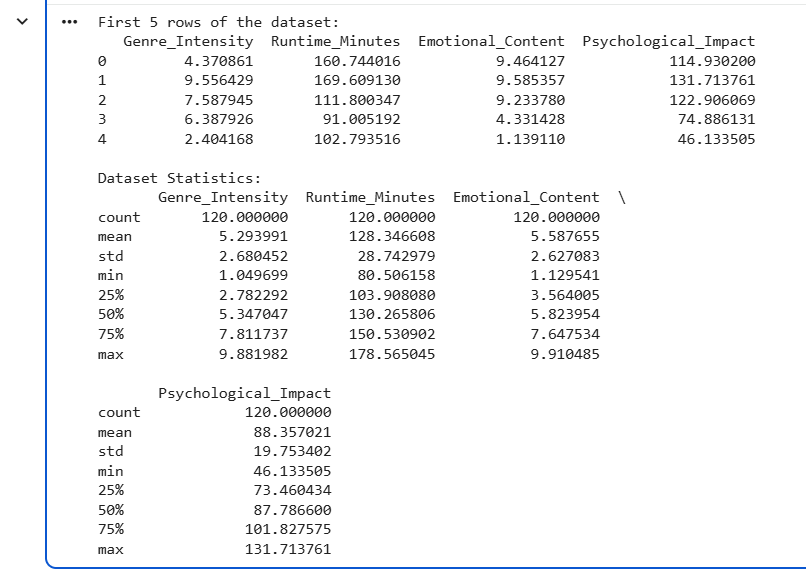 First 5 rows of the dataset:
Genre_Intensity Runtime_Minutes Emotional_Content Psychological_Impact
0 4.370861 160.744016 9.464127 114.930200
1 9.556429 169.609130 9.585357 131.713761
2 7.587945 111.800347 9.233780 122.906069
3 6.387926 91.005192 4.331428 74.886131
4 2.404168 102.793516 1.139110 46.133505
Dataset Statistics:
Genre_Intensity Runtime_Minutes Emotional_Content \
count 120.000000 120.000000 120.000000
mean 5.293991 128.346608 5.587655
std 2.680452 28.742979 2.627083
min 1.049699 80.506158 1.129541
25% 2.782292 103.908080 3.564005
50% 5.347047 130.265806 5.823954
75% 7.811737 150.530902 7.647534
max 9.881982 178.565045 9.910485
Psychological_Impact
count 120.000000
mean 88.357021
std 19.753402
min 46.133505
25% 73.460434
50% 87.786600
75% 101.827575
max 131.713761